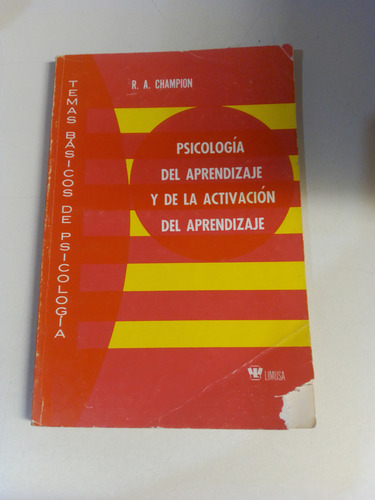 R. A. CHAMPION
PSICOLOGÍA
DEL APRENDIZAJE
Y DE LA ACTIVACIÓN
DEL APRENDIZAJE
TEMAS BÁSICOS DE PSICOLOGÍA
LIMUSA